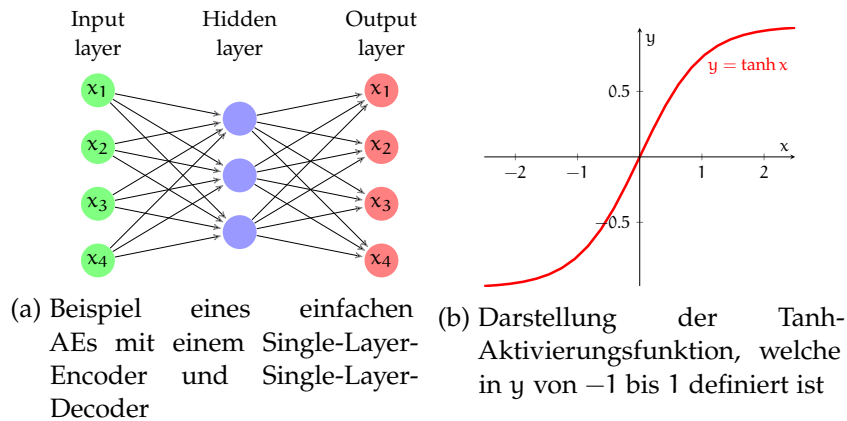 Input layer
Hidden layer
Output layer
x1
x2
x3
x4
x1
x2
x3
x4
(a) Beispiel eines einfachen
AEs mit einem Single-Layer-
Encoder und Single-Layer-
Decoder
y
y = tanh x
0.5
x
−2
−1
1
2
−0.5
(b) Darstellung der Tanh-
Aktivierungsfunktion, welche
in y von −1 bis 1 definiert ist